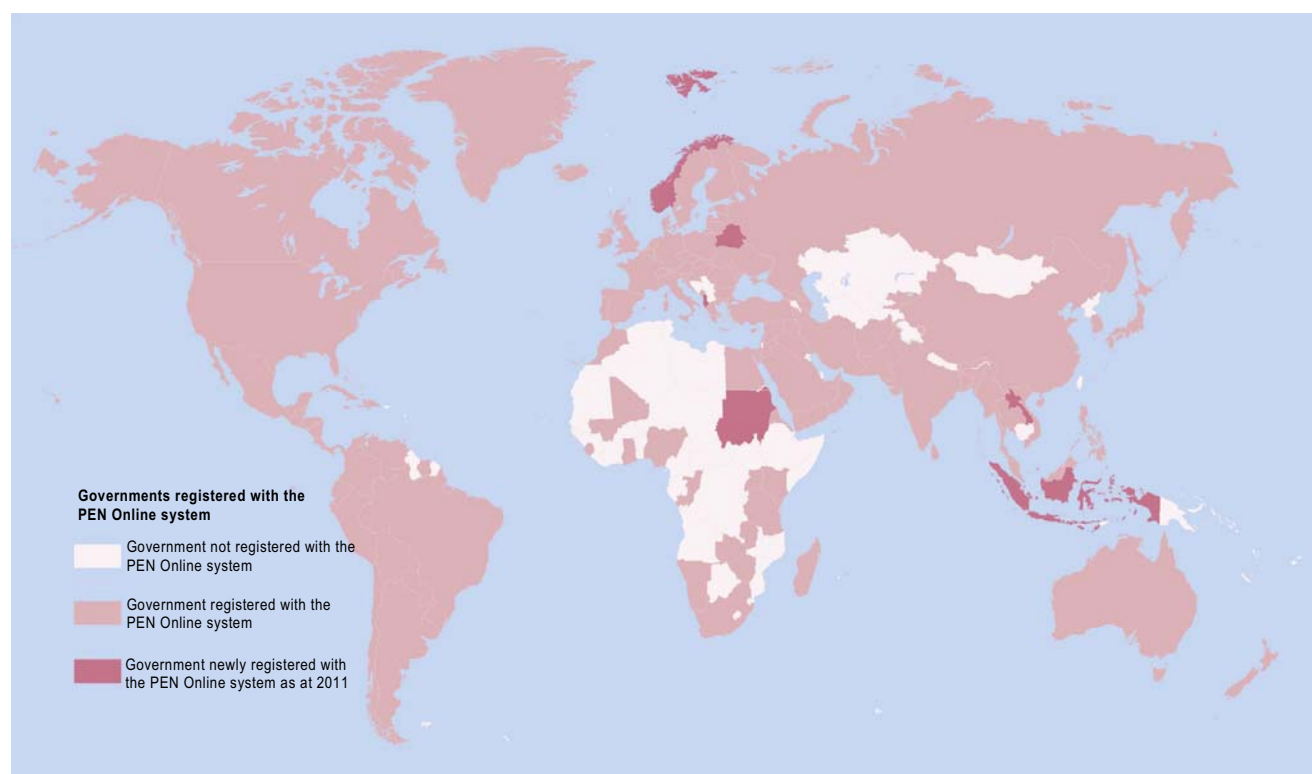 Governments registered with the
PEN Online system
Government not registered with the
PEN Online system
Government registered with the
PEN Online system
Government newly registered with
the PEN Online system as at 2011